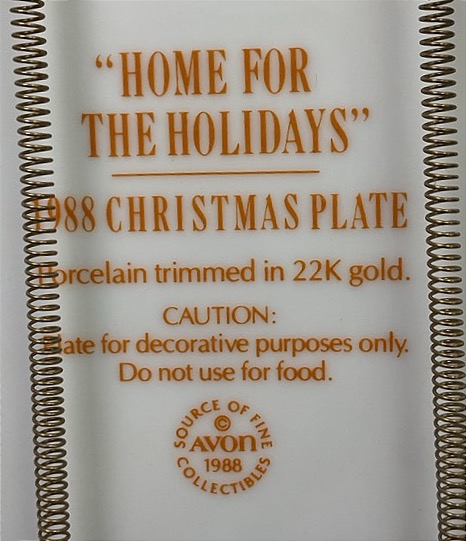 “HOME FOR
THE HOLIDAYS”
1988 CHRISTMAS PLATE
Porcelain trimmed in 22K gold.
CAUTION:
Plate for decorative purposes only.
Do not use for food.
SOURCE OF FINE
©
AVON
1988
COLLECTIBLES